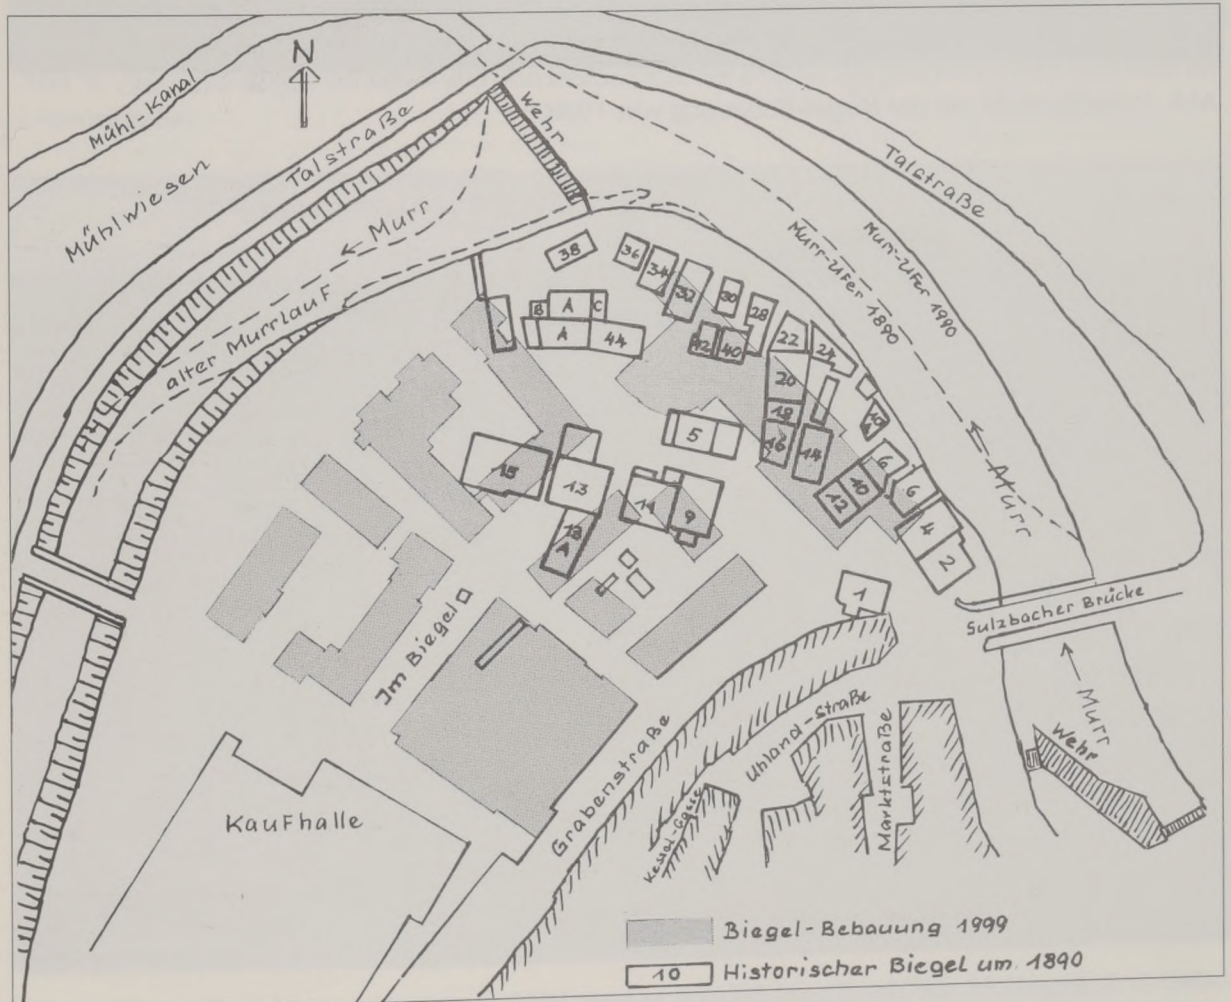 N
Mühl-Kanal
Mühlwiesen
Talstraße
Wehr
Murr
alter Murrlauf
Talstraße
Murr-Ufer 1890
Murr-Ufer 1990
Murr
38
36
34
32
30
28
B
A
C
A
44
42
40
22
24
20
18
16
14
5
10
6
6
15
13
11
9
13
A
12
10
4
2
1
Sulzbacher Brücke
Im Biegel
Murr
Wehr
Grabenstraße
Uhland-straße
Marktstraße
Kessel-Gasse
Kaufhalle
Biegel-Bebauung 1999
10 Historischer Biegel um 1890